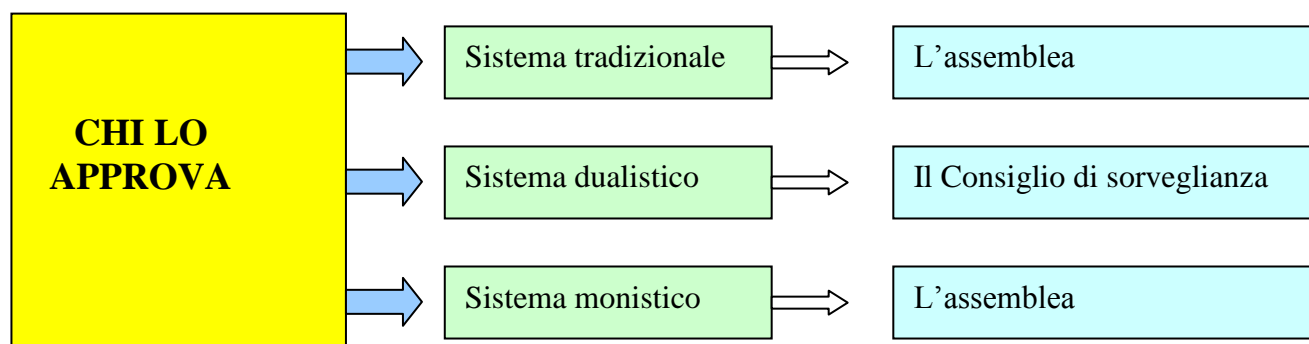 CHI LO
APPROVA
Sistema tradizionale
L’assemblea
Sistema dualistico
Il Consiglio di sorveglianza
Sistema monistico
L’assemblea